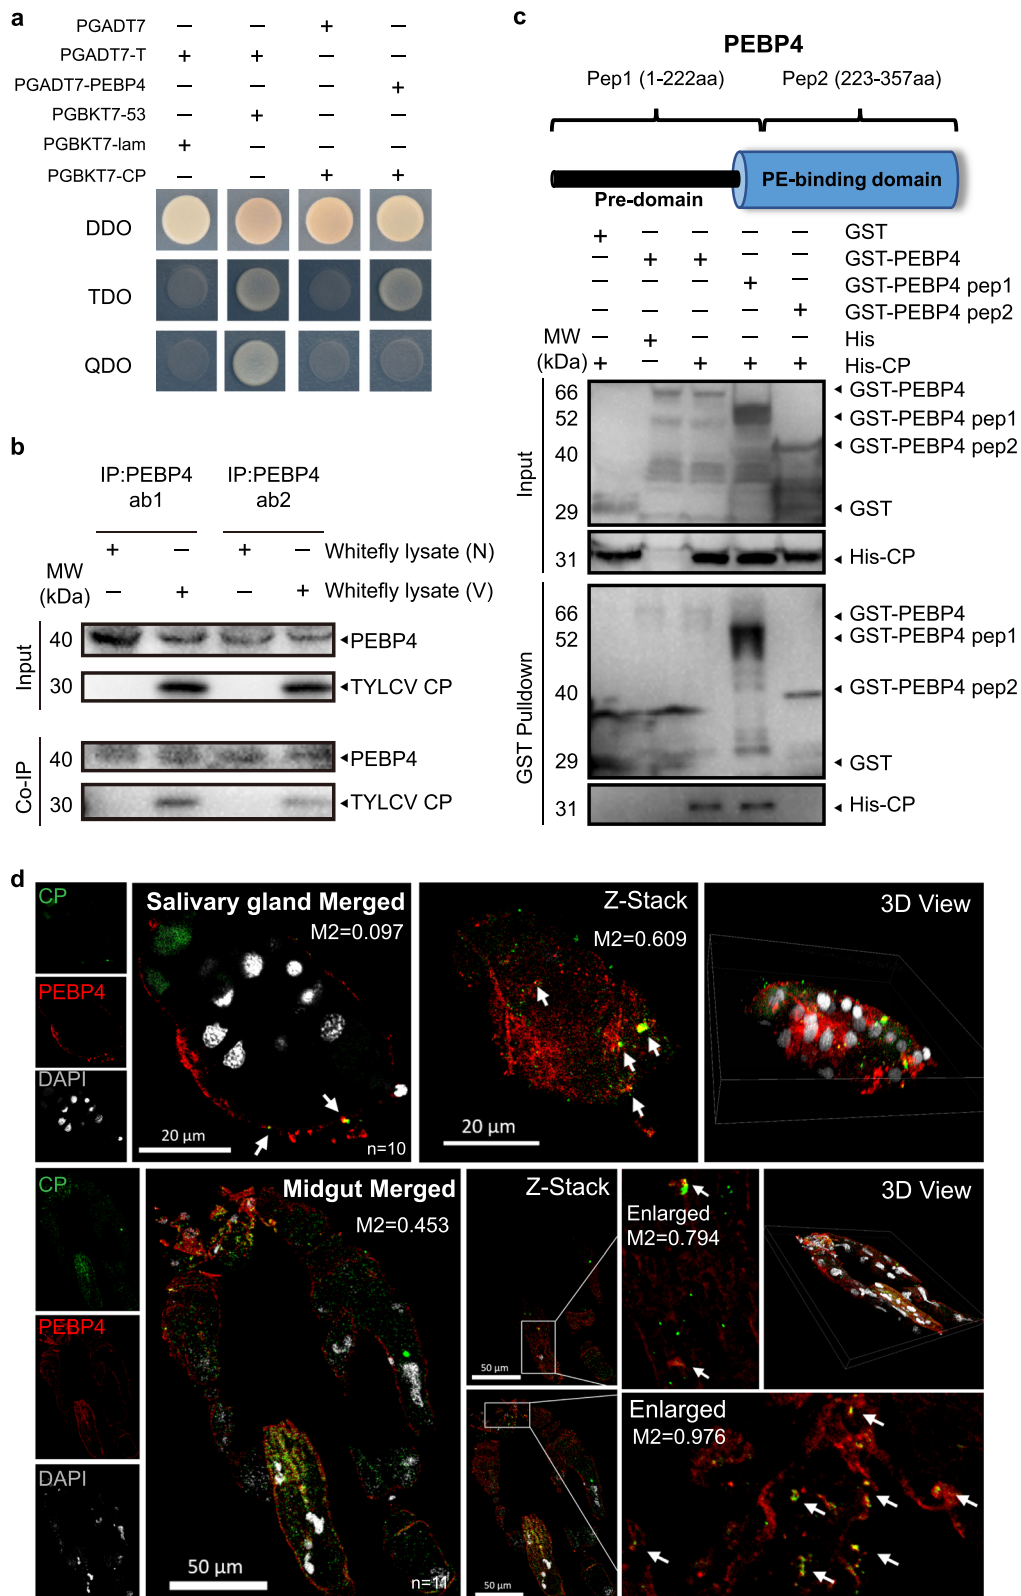 a
PGADT7 – – + –
PGADT7-T + + – –
PGADT7-PEBP4 – – – +
PGBKT7-53 – + – –
PGBKT7-lam + – – –
PGBKT7-CP – – + +
DDO
TDO
QDO
b
IP:PEBP4 ab1
IP:PEBP4 ab2
+ – + – Whitefly lysate (N)
– + – + Whitefly lysate (V)
MW (kDa)
Input
40 PEBP4
30 TYLCV CP
Co-IP
40 PEBP4
30 TYLCV CP
c
PEBP4
Pep1 (1-222aa) Pep2 (223-357aa)
PE-binding domain
Pre-domain
+ – – – – GST
– + + – – GST-PEBP4
– – – + – GST-PEBP4 pep1
– – – – + GST-PEBP4 pep2
– + – – – His
+ – + + + His-CP
MW (kDa)
Input
66 GST-PEBP4
52 GST-PEBP4 pep1
40 GST-PEBP4 pep2
29 GST
31 His-CP
GST Pulldown
66 GST-PEBP4
52 GST-PEBP4 pep1
40 GST-PEBP4 pep2
29 GST
31 His-CP
d
CP
PEBP4
DAPI
Salivary gland Merged
M2=0.097
20 μm
n=10
Z-Stack
M2=0.609
20 μm
3D View
CP
PEBP4
DAPI
Midgut Merged
M2=0.453
50 μm
n=11
Z-Stack
50 μm
Enlarged
M2=0.794
3D View
50 μm
Enlarged
M2=0.976